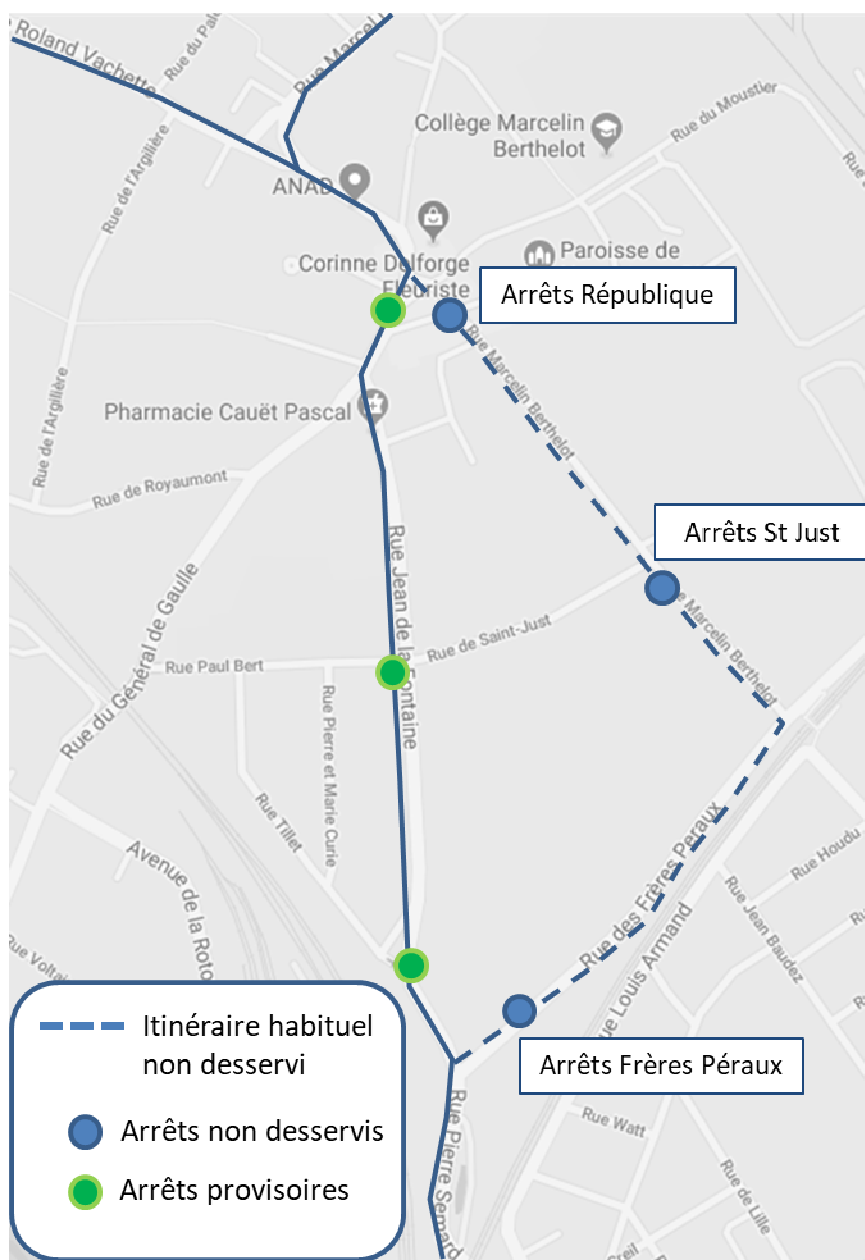 Roland Vachette
Rue du
Rue Marcel
Collège Marcelin
Berthelot
Rue du Moustier
Rue de l'Argilière
ANAD
Corinne Delforge
Fleuriste
Paroisse de
Arrêts République
Rue Marcelin Berthelot
Pharmacie Cauët Pascal
Rue de l'Argilière
Rue de Royaumont
Arrêts St Just
Rue Jean de la Fontaine
Rue de Saint-Just
Marcelin Berthelot
Rue Paul Bert
Rue du Général de Gaulle
Rue Pierre et Marie Curie
Rue Tillet
Avenue de la Roto
Rue des Frères Peraux
Rue Houdu
Rue Jean Baudez
ue Louis Armand
Rue Voltai
Itinéraire habituel
non desservi
Arrêts non desservis
Arrêts provisoires
Arrêts Frères Péraux
Rue Pierre Semard
Rue Watt
Rue de Lille
Creil